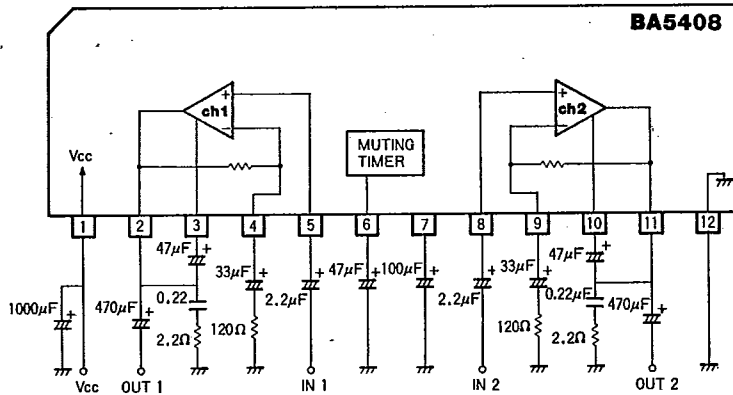 BA5408
ch1
ch2
+
−
+
−
MUTING
TIMER
Vcc
1
2
3
4
5
6
7
8
9
10
11
12
47μF
+
33μF
+
2.2μF
+
47μF
+
100μF
+
2.2μF
+
33μF
+
47μF
+
1000μF
+
470μF
+
0.22
2.2Ω
120Ω
120Ω
0.22μF
2.2Ω
470μF
+
Vcc
OUT 1
IN 1
IN 2
OUT 2